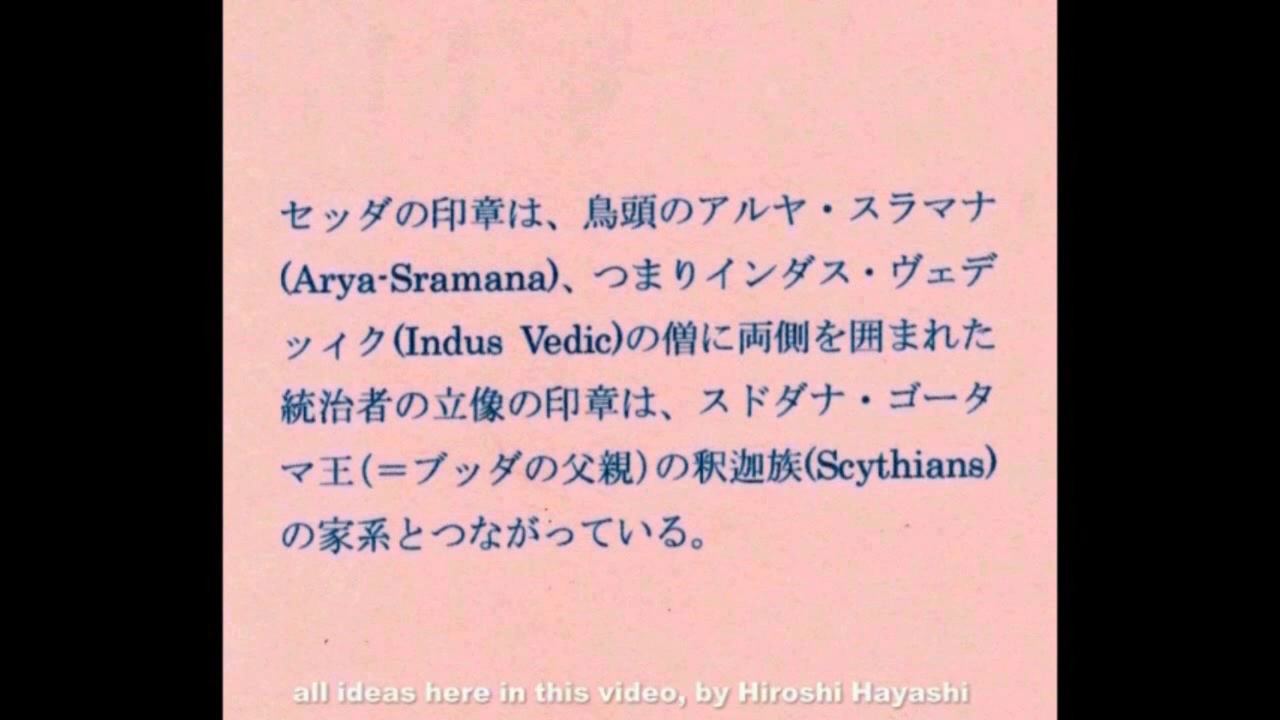 セッダの印章は、鳥頭のアルヤ・スラマナ
(Arya-Sramana)、つまりインダス・ヴェデ
ッィク(Indus Vedic)の僧に両側を囲まれた
統治者の立像の印章は、スドダナ・ゴータ
マ王(＝ブッダの父親)の釈迦族(Scythians)
の家系とつながっている。
all ideas here in this video, by Hiroshi Hayashi